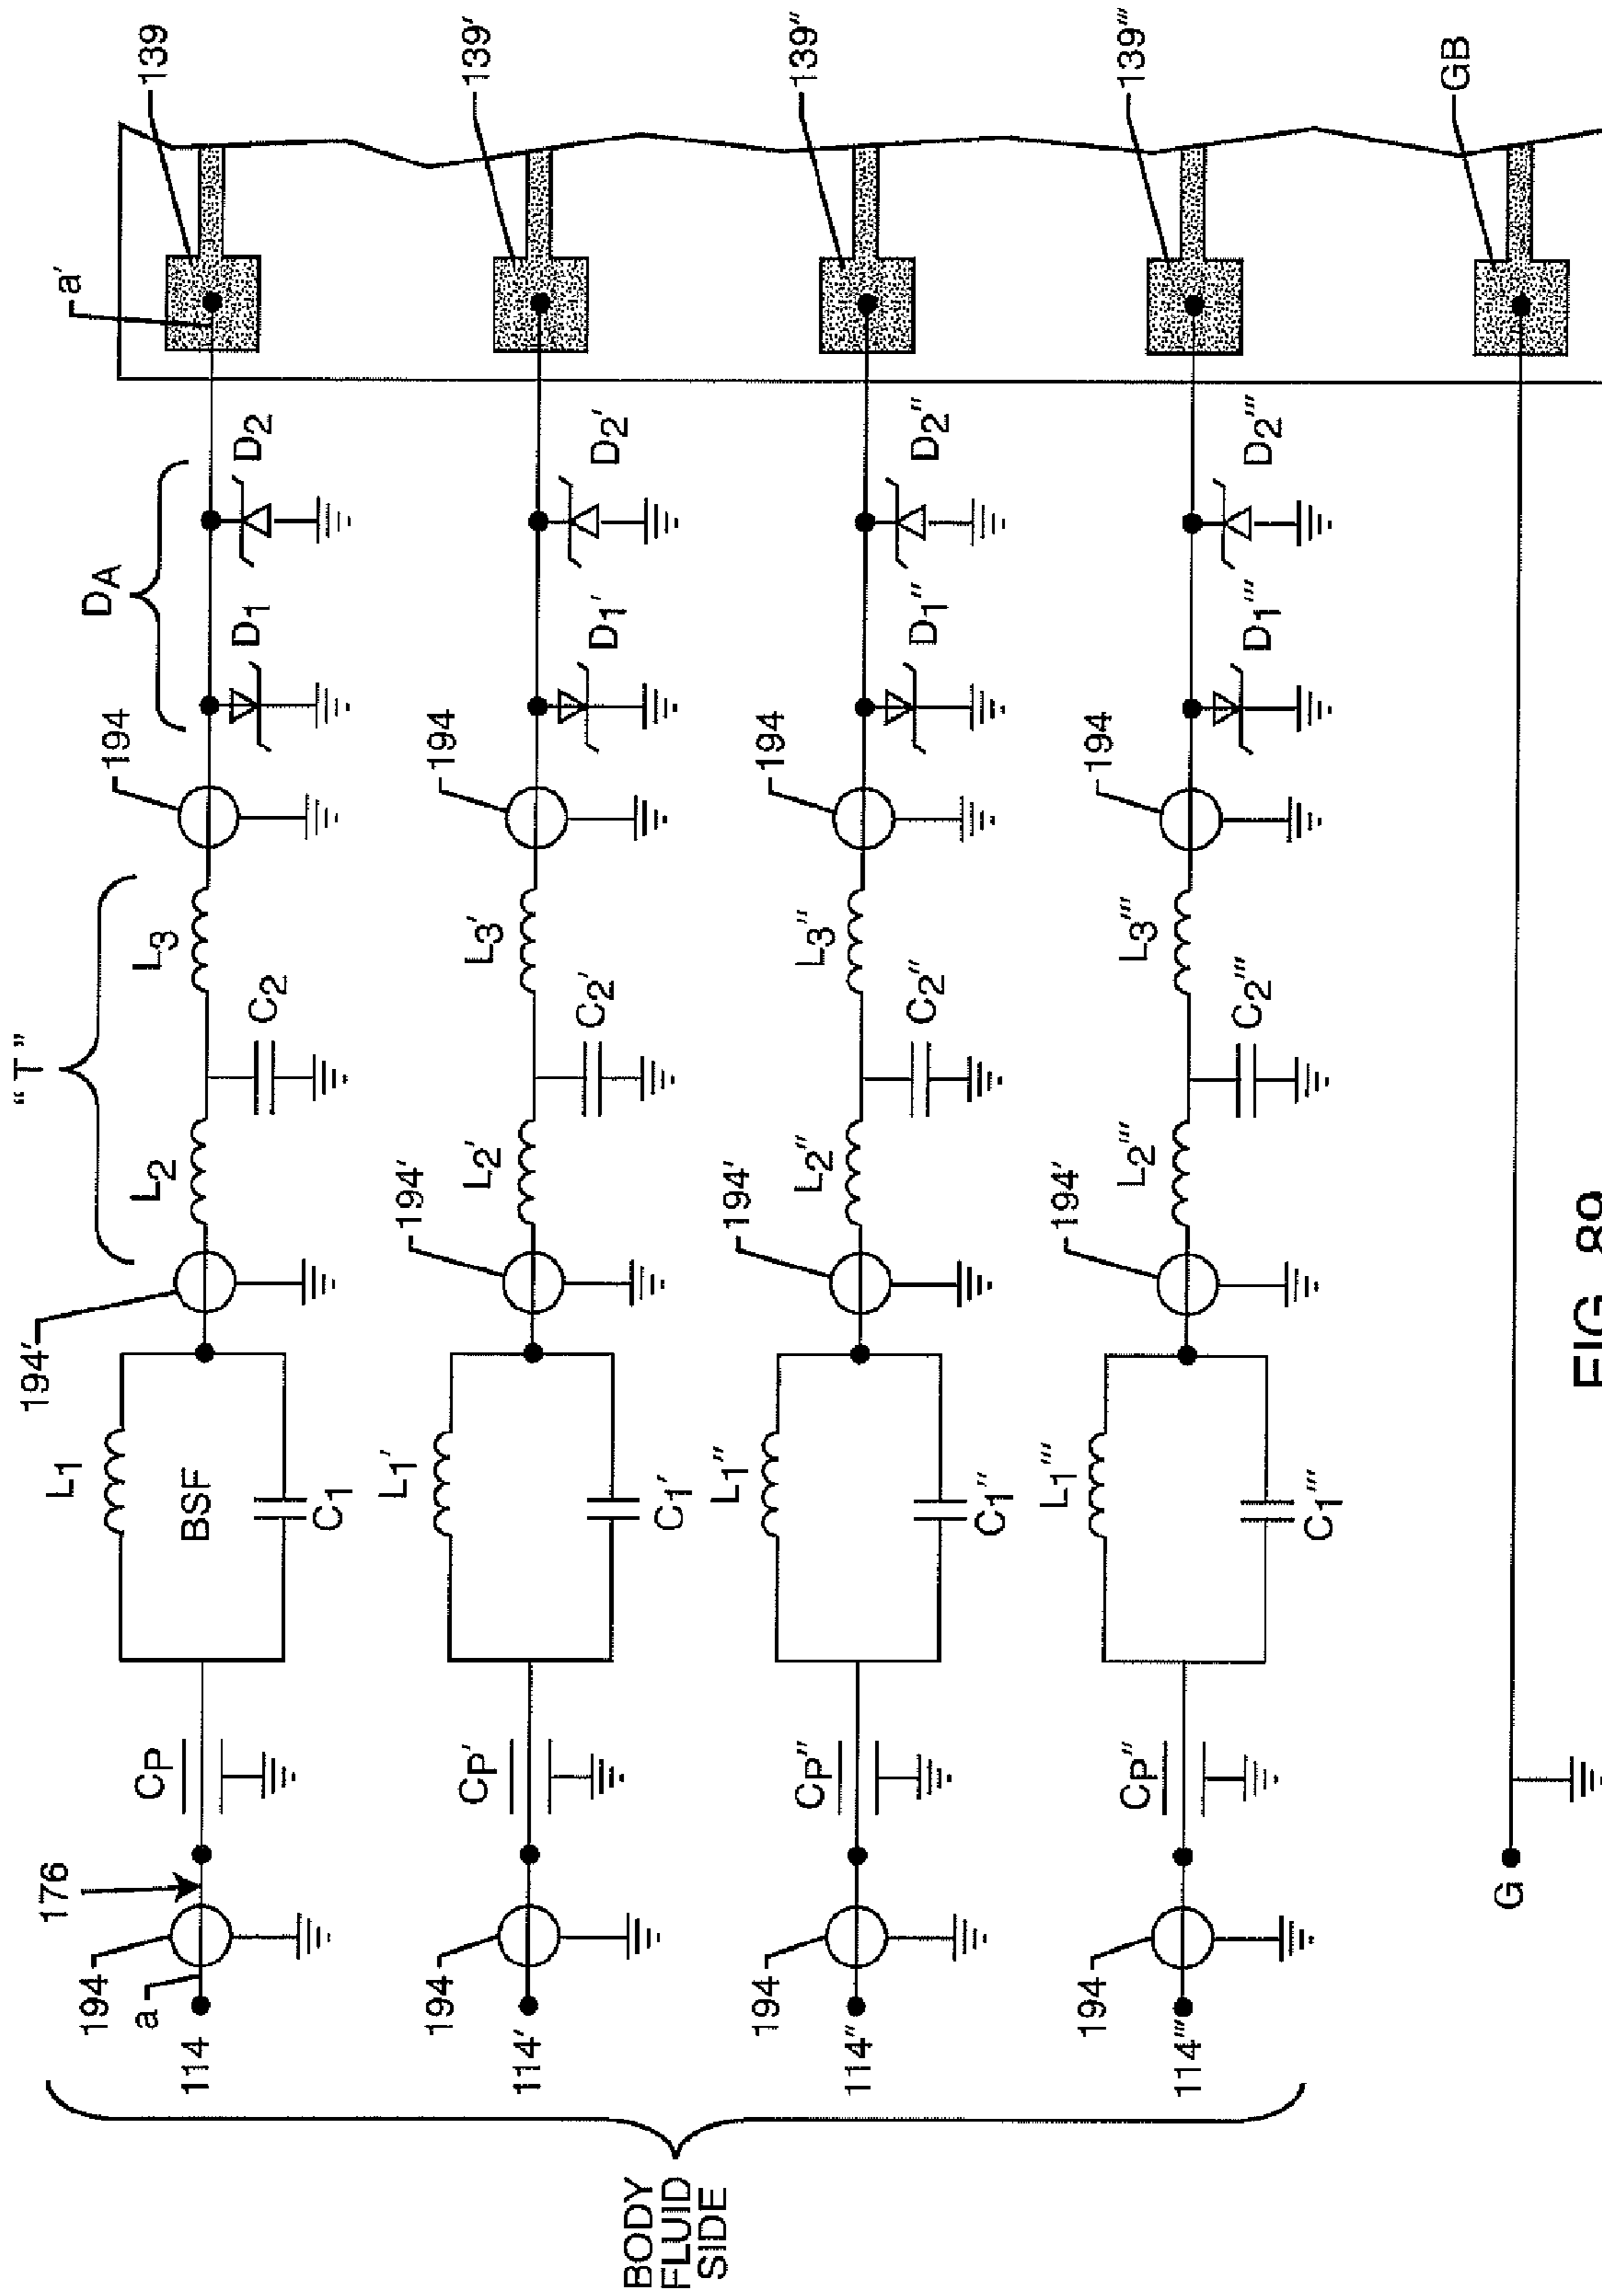 "T"
194'
L1
BSF
C1
L2
L3
C2
194
DA
D1
D2
a'
139
176
194
a
114
CP
L1'
C1'
194'
L2'
L3'
C2'
194
D1'
D2'
139'
194
114'
CP'
L1"
C1"
194'
L2"
L3"
C2"
194
D1"
D2"
139"
194
114"
CP"
L1'''
C1'''
194'
L2'''
L3'''
C2'''
194
D1'''
D2'''
139'''
194
114'''
CP"
BODY
FLUID
SIDE
G
GB
FIG. 89